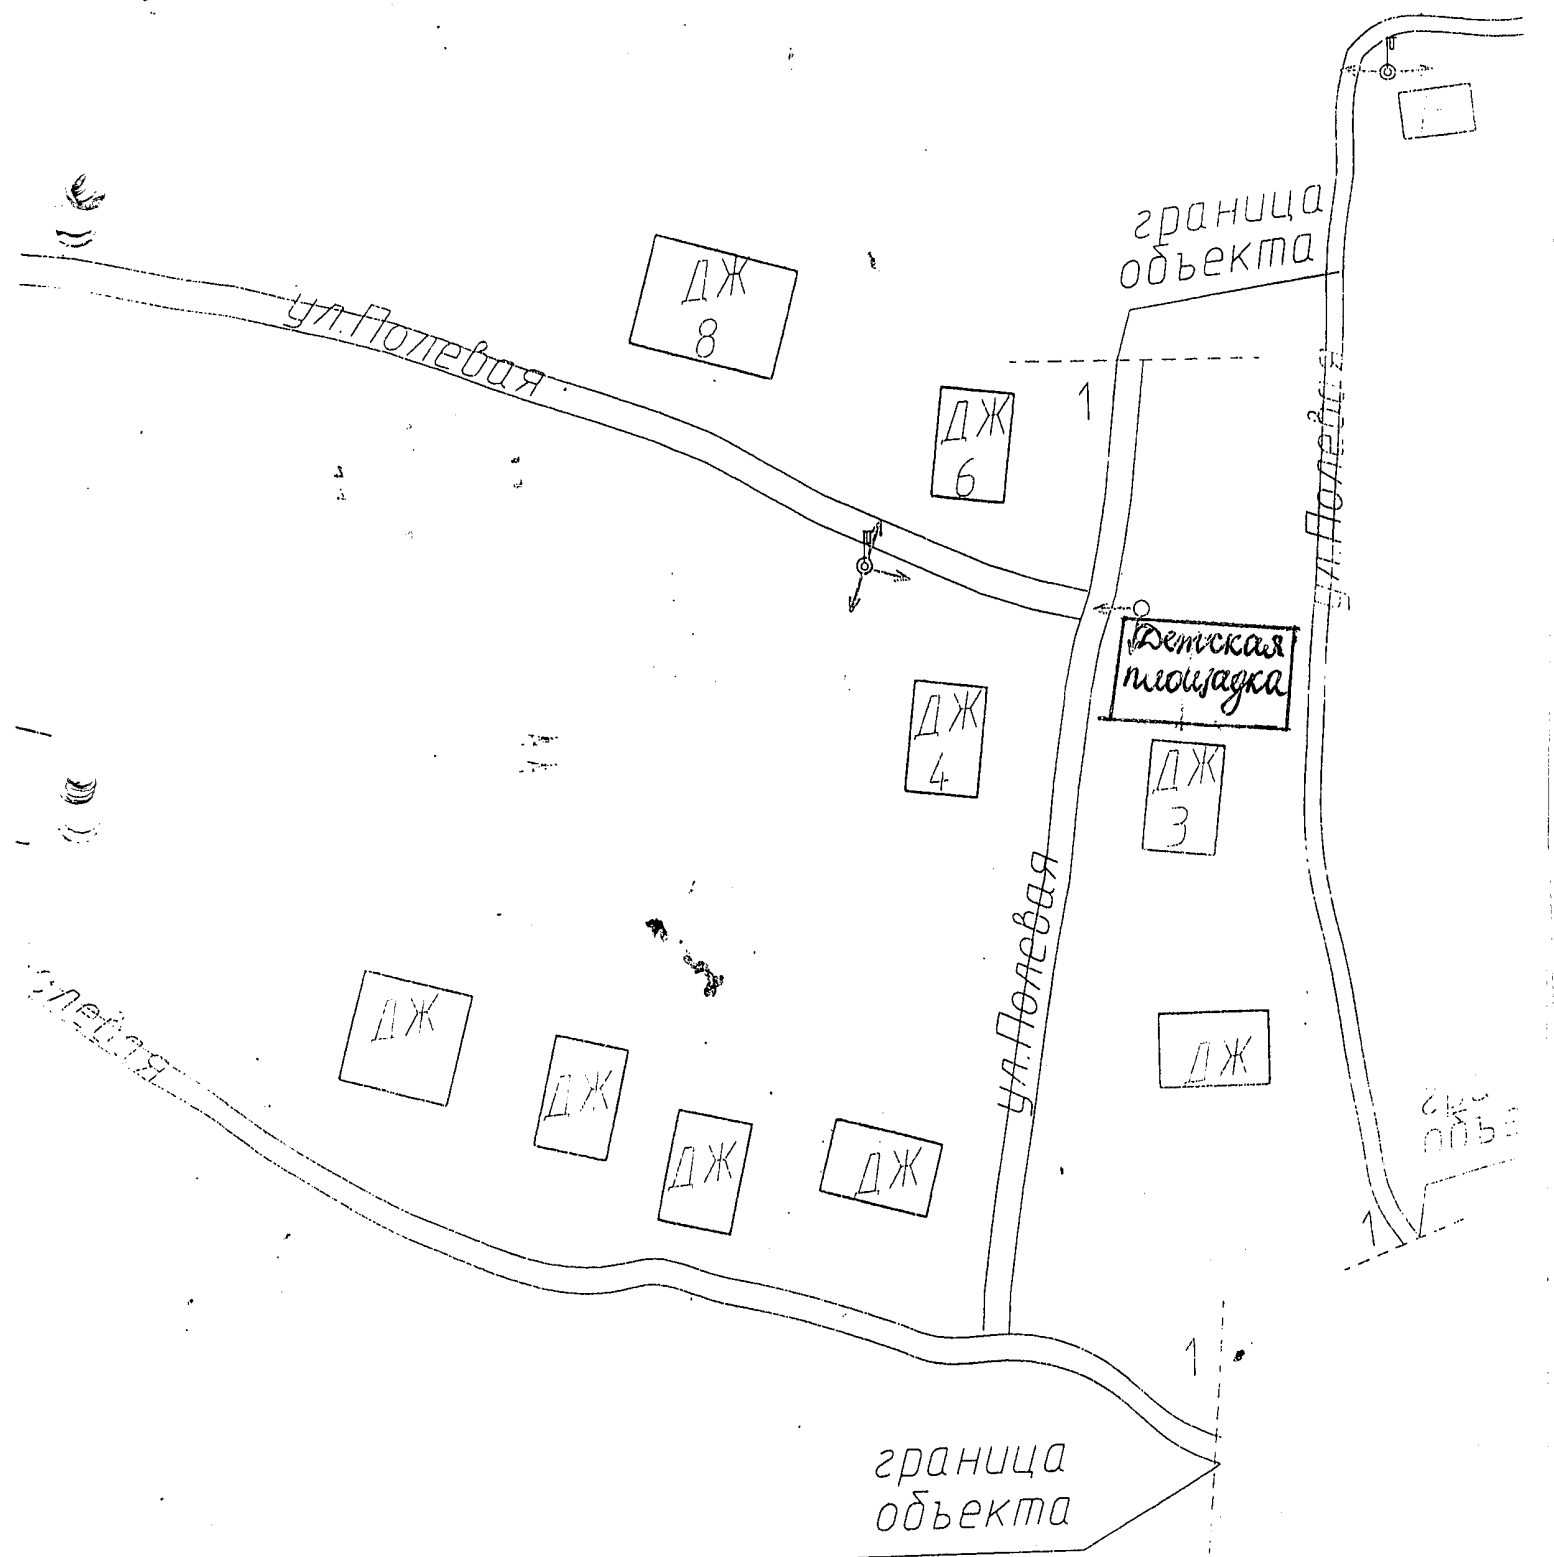 граница
объекта
ДЖ
8
ул.Полевая
1
ДЖ
6
ул.Полевая
Детская
площадка
ДЖ
4
ДЖ
3
ул.Полевая
ДЖ
ДЖ
ДЖ
ДЖ
ДЖ
1
1
граница
объекта